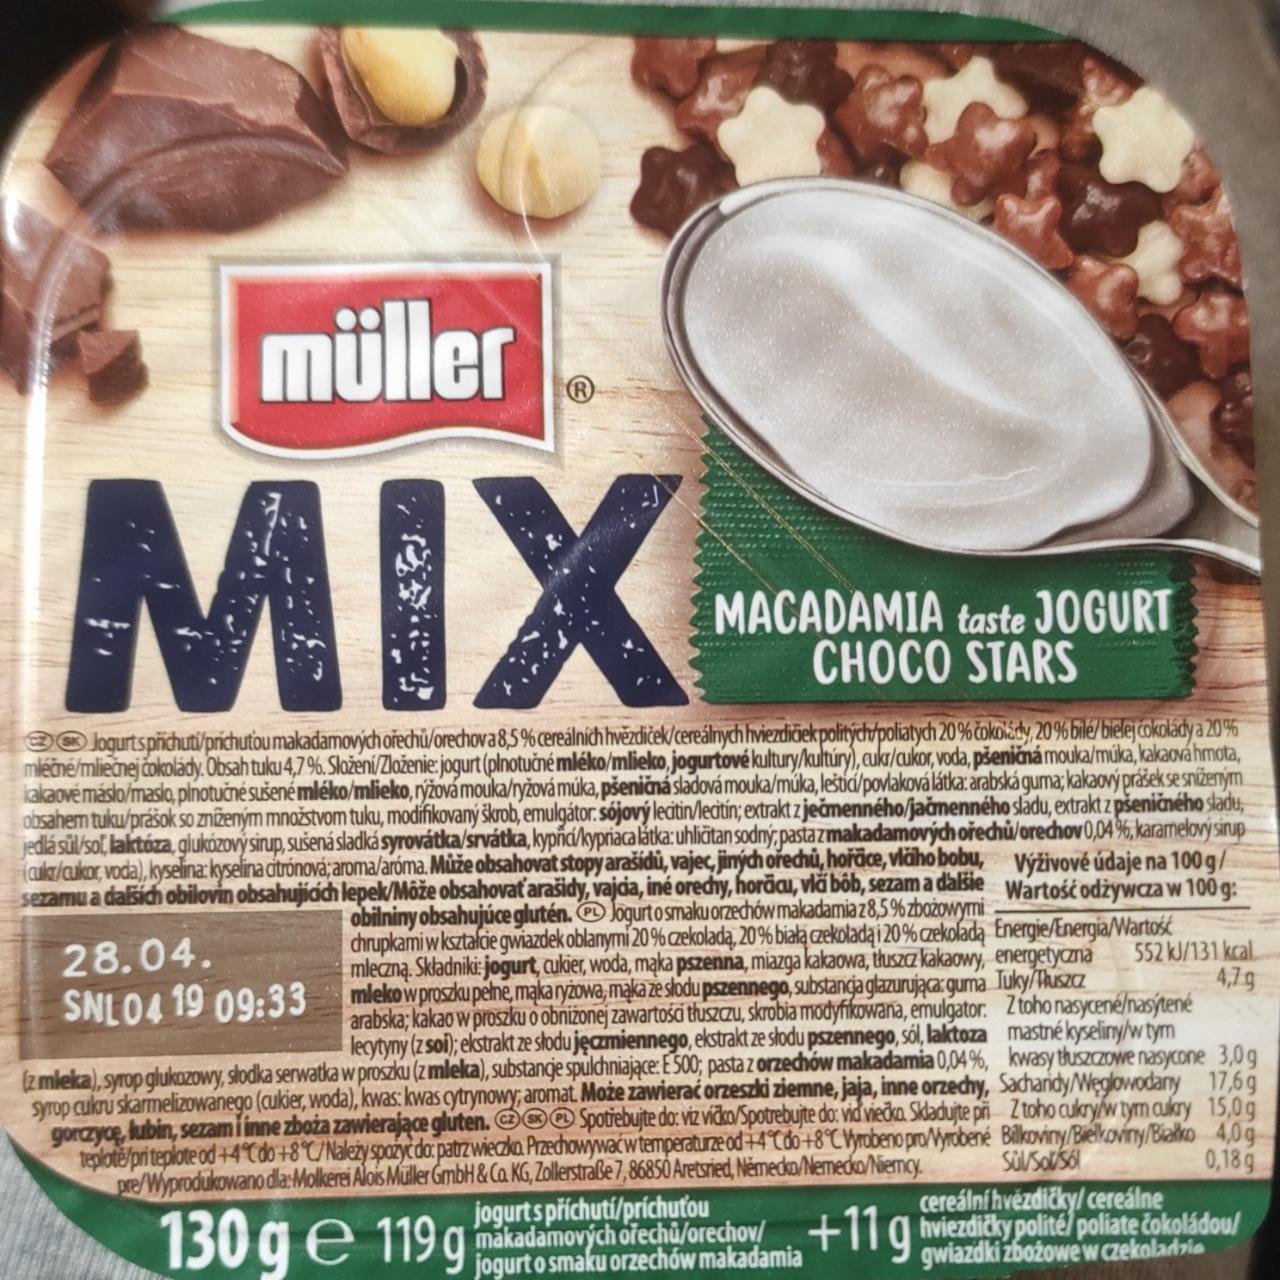 müller
®
MIX
MACADAMIA taste JOGURT
CHOCO STARS
CZ SK Jogurt s příchutí/príchuťou makadamových ořechů/orechov a 8,5 % cereálních hvězdiček/cereálnych hviezdičiek politých/poliatych 20 % čokolády, 20 % bílé/bielej čokolády a 20 %
mléčné/mliečnej čokolády. Obsah tuku 4,7 %. Složení/Zloženie: jogurt (plnotučné mléko/mlieko, jogurtové kultury/kultúry), cukr/cukor, voda, pšeničná mouka/múka, kakaová hmota,
kakaové máslo/maslo, plnotučné sušené mléko/mlieko, rýžová mouka/ryžová múka, pšeničná sladová mouka/múka, lešticí/povlaková látka: arabská guma; kakaový prášek se sníženým
obsahem tuku/prášok so zníženým množstvom tuku, modifikovaný škrob, emulgátor: sójový lecitin/lecitín; extrakt z ječmenného/jačmenného sladu, extrakt z pšeničného sladu,
jedlá sůl/soľ, laktóza, glukózový sirup, sušená sladká syrovátka/srvátka, kypřicí/kypriaca látka: uhličitan sodný; pasta z makadamových ořechů/orechov 0,04 %, karamelový sirup
(cukr/cukor, voda), kyselina: kyselina citrónová; aroma/aróma. Může obsahovat stopy arašídů, vajec, jiných ořechů, hořčice, vlčího bobu,
sezamu a dalších obilovin obsahujících lepek/Môže obsahovať arašidy, vajcia, iné orechy, horčicu, vlčí bôb, sezam a ďalšie
obilniny obsahujúce glutén. PL Jogurt o smaku orzechów makadamia z 8,5 % zbożowymi
chrupkami w kształcie gwiazdek oblanymi 20 % czekoladą, 20 % białą czekoladą i 20 % czekoladą
mleczną. Składniki: jogurt, cukier, woda, mąka pszenna, miazga kakaowa, tłuszcz kakaowy,
mleko w proszku pełne, mąka ryżowa, mąka ze słodu pszennego, substancja glazurująca: guma
arabska; kakao w proszku o obniżonej zawartości tłuszczu, skrobia modyfikowana, emulgator:
lecytyny (z soi); ekstrakt ze słodu jęczmiennego, ekstrakt ze słodu pszennego, sól, laktoza
(z mleka), syrop glukozowy, słodka serwatka w proszku (z mleka), substancje spulchniające: E 500; pasta z orzechów makadamia 0,04 %,
syrop cukru skarmelizowanego (cukier, woda), kwas: kwas cytrynowy; aromat. Może zawierać orzeszki ziemne, jaja, inne orzechy,
gorczycę, łubin, sezam i inne zboża zawierające gluten. CZ SK PL Spotřebujte do: viz víčko/Spotrebujte do: viď viečko. Skladujte při
teplotě/pri teplote od +4 °C do +8 °C/Należy spożyć do: patrz wieczko. Przechowywać w temperaturze od +4 °C do +8 °C. Vyrobeno pro/Vyrobené
pre/Wyprodukowano dla: Molkerei Alois Müller GmbH & Co. KG, Zollerstraße 7, 86850 Aretsried, Německo/Nemecko/Niemcy.
28.04.
SNL04 19 09:33
Výživové údaje na 100 g/
Wartość odżywcza w 100 g:
Energie/Energia/Wartość
energetyczna 552 kJ/131 kcal
Tuky/Tłuszcz 4,7 g
Z toho nasycené/nasýtené
mastné kyseliny/w tym
kwasy tłuszczowe nasycone 3,0 g
Sacharidy/Węglowodany 17,6 g
Z toho cukry/w tym cukry 15,0 g
Bílkoviny/Bielkoviny/Białko 4,0 g
Sůl/Soľ/Sól 0,18 g
130 g e 119 g jogurt s příchutí/príchuťou
makadamových ořechů/orechov/
jogurt o smaku orzechów makadamia
+11 g cereální hvězdičky/cereálne
hviezdičky polité/poliate čokoládou/
gwiazdki zbożowe w czekoladzie